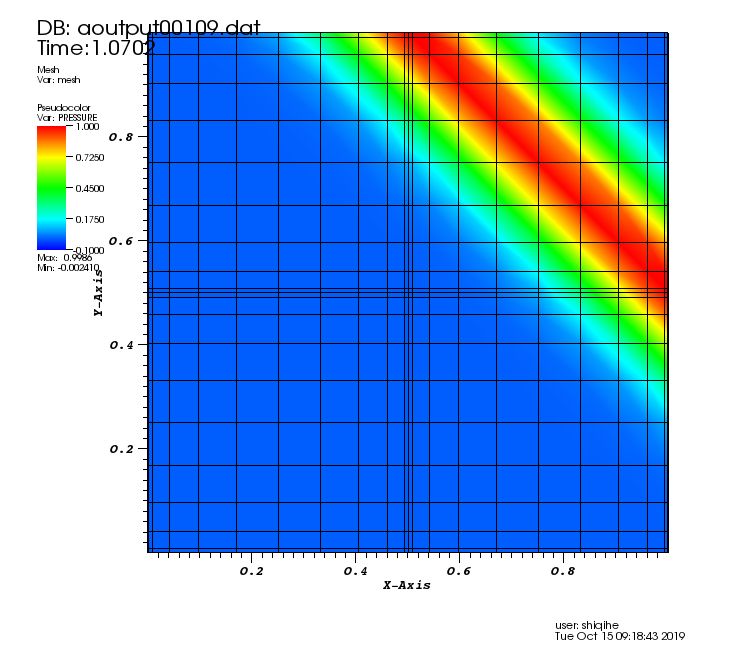 DB: aoutput00109.dat
Time:1.0702
Mesh
Var: mesh
Pseudocolor
Var: PRESSURE
1.000
0.7250
0.4500
0.1750
-0.1000
Max: 0.9986
Min: -0.002410
0.8
0.6
0.4
0.2
Y-Axis
0.2 0.4 0.6 0.8
X-Axis
user: shiqihe
Tue Oct 15 09:18:43 2019